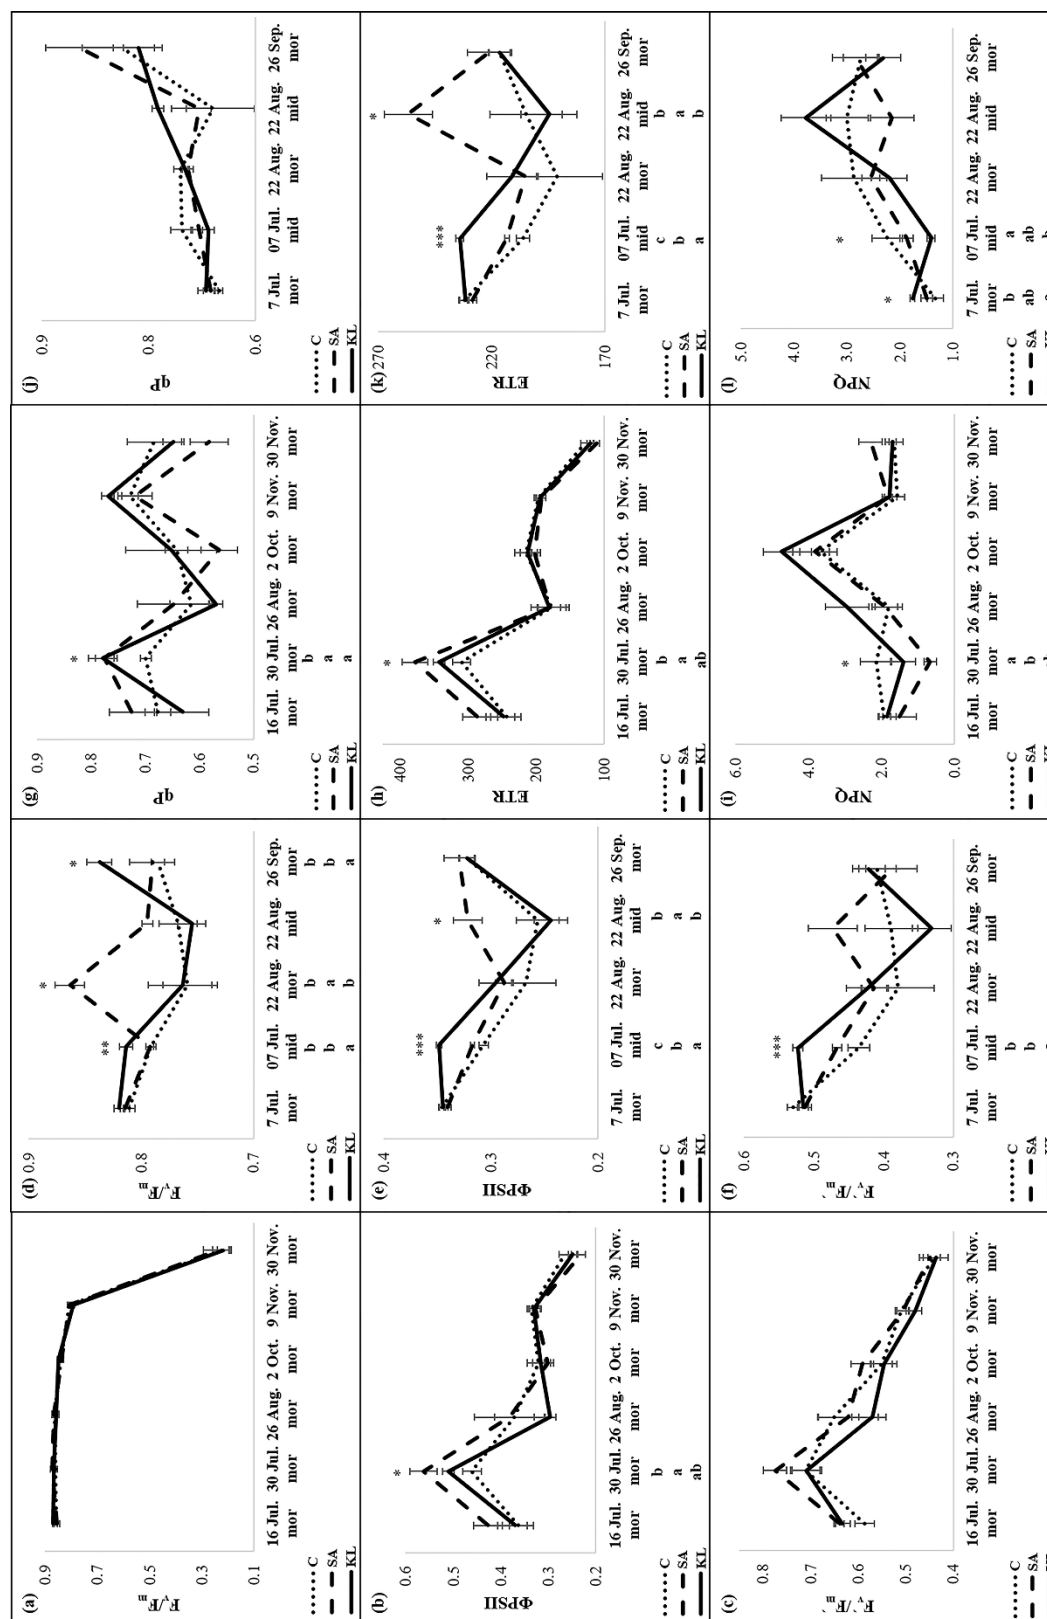 (a)
0.9
0.7
0.5
0.3
0.1
Fv/Fm
16 Jul. 30 Jul. 26 Aug. 2 Oct. 9 Nov. 30 Nov.
mor mor mor mor mor mor
C
SA
KL
(d)
0.9
0.8
0.7
Fv/Fm
** * *
7 Jul. 07 Jul. 22 Aug. 22 Aug. 26 Sep.
mor mid mor mid mor
C b b b
SA b a b
KL a b a
(g)
0.9
0.8
0.7
0.6
0.5
qP
*
16 Jul. 30 Jul. 26 Aug. 2 Oct. 9 Nov. 30 Nov.
mor mor mor mor mor mor
C b
SA a
KL a
(j)
0.9
0.8
0.6
qP
7 Jul. 07 Jul. 22 Aug. 22 Aug. 26 Sep.
mor mid mor mid mor
C
SA
KL
(b)
0.6
0.5
0.4
0.3
0.2
ΦPSII
*
16 Jul. 30 Jul. 26 Aug. 2 Oct. 9 Nov. 30 Nov.
mor mor mor mor mor mor
C b
SA a
KL ab
(e)
0.4
0.3
0.2
ΦPSII
*** *
7 Jul. 07 Jul. 22 Aug. 22 Aug. 26 Sep.
mor mid mor mid mor
C c b
SA b a
KL a b
(h)
400
300
200
100
ETR
*
16 Jul. 30 Jul. 26 Aug. 2 Oct. 9 Nov. 30 Nov.
mor mor mor mor mor mor
C b
SA a
KL ab
(k)
270
220
170
ETR
*** *
7 Jul. 07 Jul. 22 Aug. 22 Aug. 26 Sep.
mor mid mor mid mor
C c b
SA b a
KL a b
(c)
0.8
0.7
0.6
0.5
0.4
Fv'/Fm'
16 Jul. 30 Jul. 26 Aug. 2 Oct. 9 Nov. 30 Nov.
mor mor mor mor mor mor
C
SA
(f)
0.6
0.5
0.4
0.3
Fv'/Fm'
***
7 Jul. 07 Jul. 22 Aug. 22 Aug. 26 Sep.
mor mid mor mid mor
C b
SA b
(i)
6.0
4.0
2.0
0.0
NPQ
*
16 Jul. 30 Jul. 26 Aug. 2 Oct. 9 Nov. 30 Nov.
mor mor mor mor mor mor
C a
SA b
(l)
5.0
4.0
3.0
2.0
1.0
NPQ
* *
7 Jul. 07 Jul. 22 Aug. 22 Aug. 26 Sep.
mor mid mor mid mor
C b a
SA ab ab